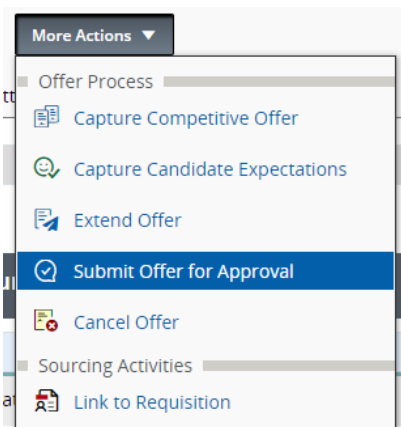 More Actions ▼
Offer Process
Capture Competitive Offer
Capture Candidate Expectations
Extend Offer
Submit Offer for Approval
Cancel Offer
Sourcing Activities
Link to Requisition